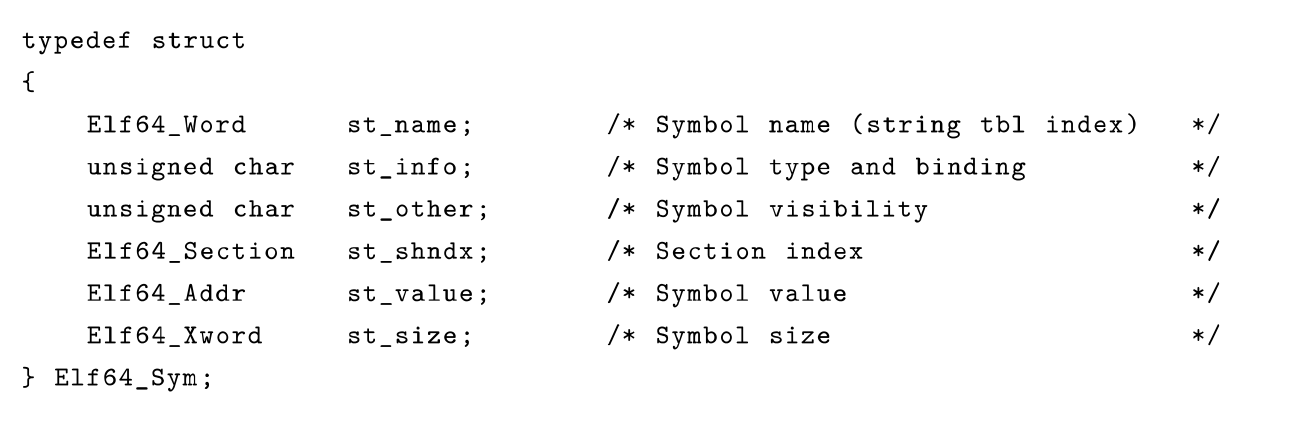 typedef struct
{
    Elf64_Word      st_name;        /* Symbol name (string tbl index)   */
    unsigned char   st_info;        /* Symbol type and binding          */
    unsigned char   st_other;       /* Symbol visibility                */
    Elf64_Section   st_shndx;       /* Section index                    */
    Elf64_Addr      st_value;       /* Symbol value                     */
    Elf64_Xword     st_size;        /* Symbol size                      */
} Elf64_Sym;